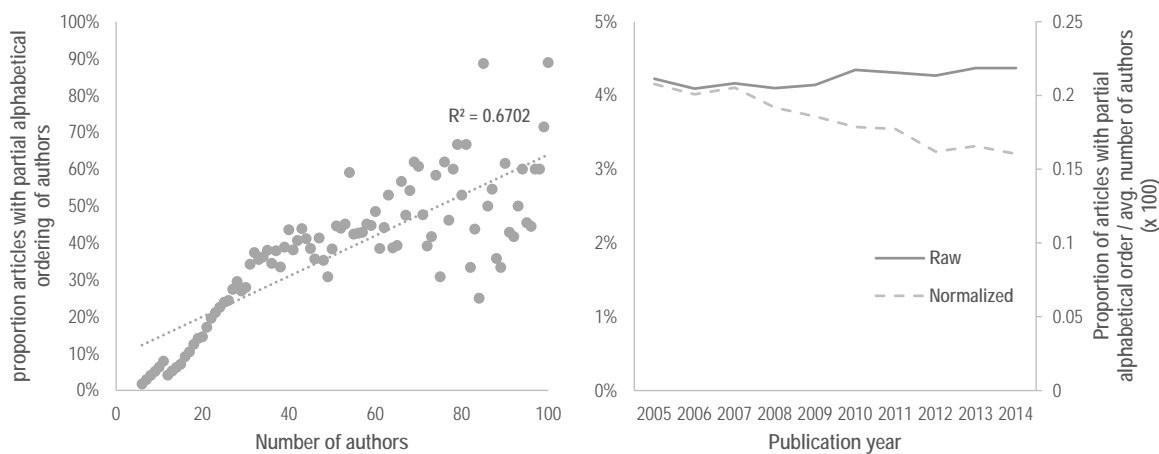 proportion articles with partial alphabetical
ordering of authors
100%
90%
80%
70%
60%
50%
40%
30%
20%
10%
0%
R² = 0.6702
0 20 40 60 80 100
Number of authors
5%
4%
3%
2%
1%
0%
Raw
Normalized
2005 2006 2007 2008 2009 2010 2011 2012 2013 2014
Publication year
0.25
0.2
0.15
0.1
0.05
0
Proportion of articles with partial
alphabetical order / avg. number of authors
(x 100)